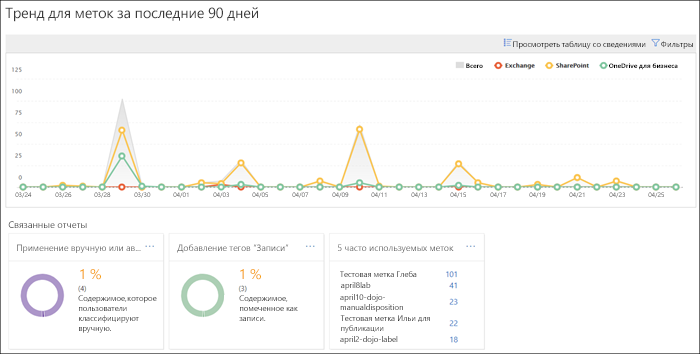 Тренд для меток за последние 90 дней
Просмотреть таблицу со сведениями Фильтры
Всего Exchange SharePoint OneDrive для бизнеса
125
100
75
50
25
0
03/24 03/26 03/28 03/30 04/01 04/03 04/05 04/07 04/09 04/11 04/13 04/15 04/17 04/19 04/21 04/23 04/25
Связанные отчеты
Применение вручную или ав... ...
1 %
(4)
Содержимое,которое
пользователи
классифицируют
вручную.
Добавление тегов "Записи" ...
1 %
(3)
Содержимое,
помеченное как
записи.
5 часто используемых меток ...
Тестовая метка Глеба 101
april8lab 41
april10-dojo-
manualdisposition 23
Тестовая метка Ильи для
публикации 22
april2-dojo-label 18